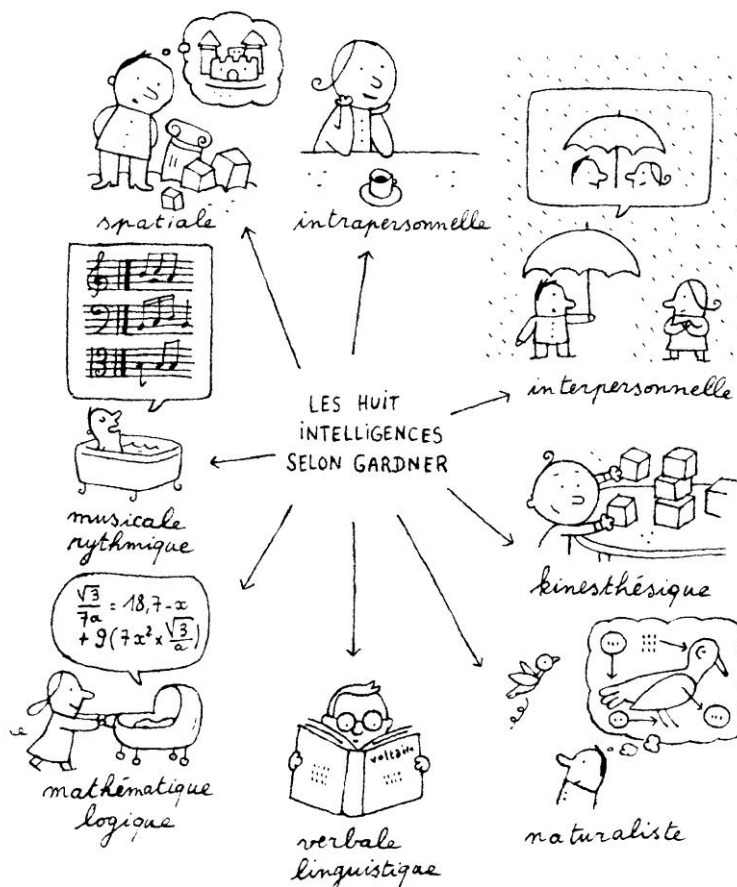 spatiale
intrapersonnelle
interpersonnelle
LES HUIT
INTELLIGENCES
SELON GARDNER
musicale
rythmique
kinesthésique
√3/7a = 18,7-x
+ 9(7x² × √3/a)
mathématique
logique
voltaire
verbale
linguistique
naturaliste